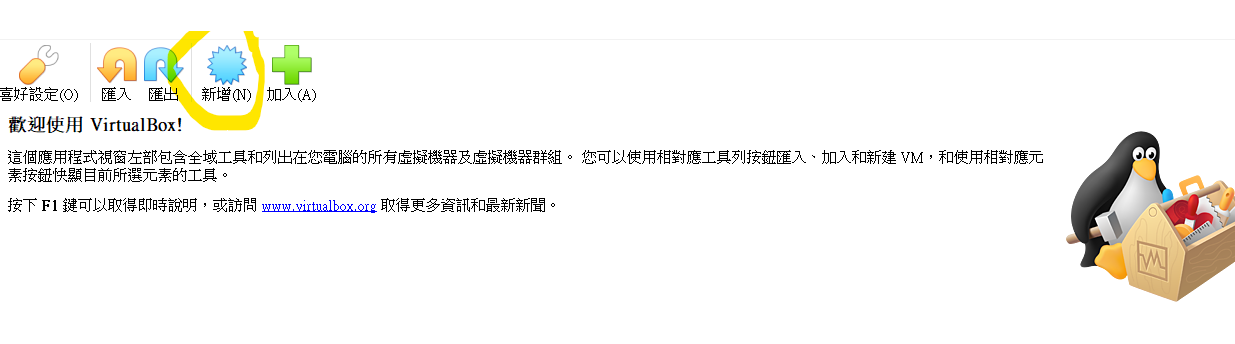 喜好設定(O) 匯入 匯出 新增(N) 加入(A)
歡迎使用 VirtualBox!
這個應用程式視窗左部包含全域工具和列出在您電腦的所有虛擬機器及虛擬機器群組。 您可以使用相對應工具列按鈕匯入、加入和新建 VM，和使用相對應元
素按鈕快顯目前所選元素的工具。
按下 F1 鍵可以取得即時說明，或訪問 www.virtualbox.org 取得更多資訊和最新新聞。